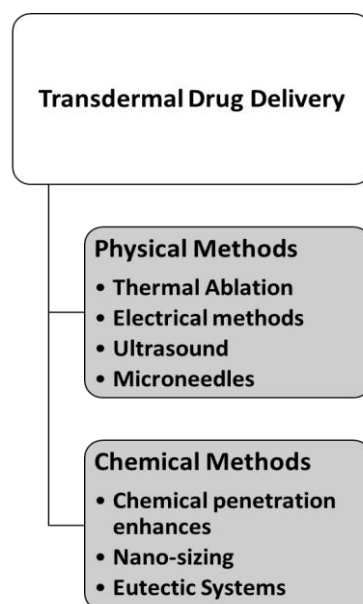 Transdermal Drug Delivery
Physical Methods
• Thermal Ablation
• Electrical methods
• Ultrasound
• Microneedles
Chemical Methods
• Chemical penetration
enhances
• Nano-sizing
• Eutectic Systems